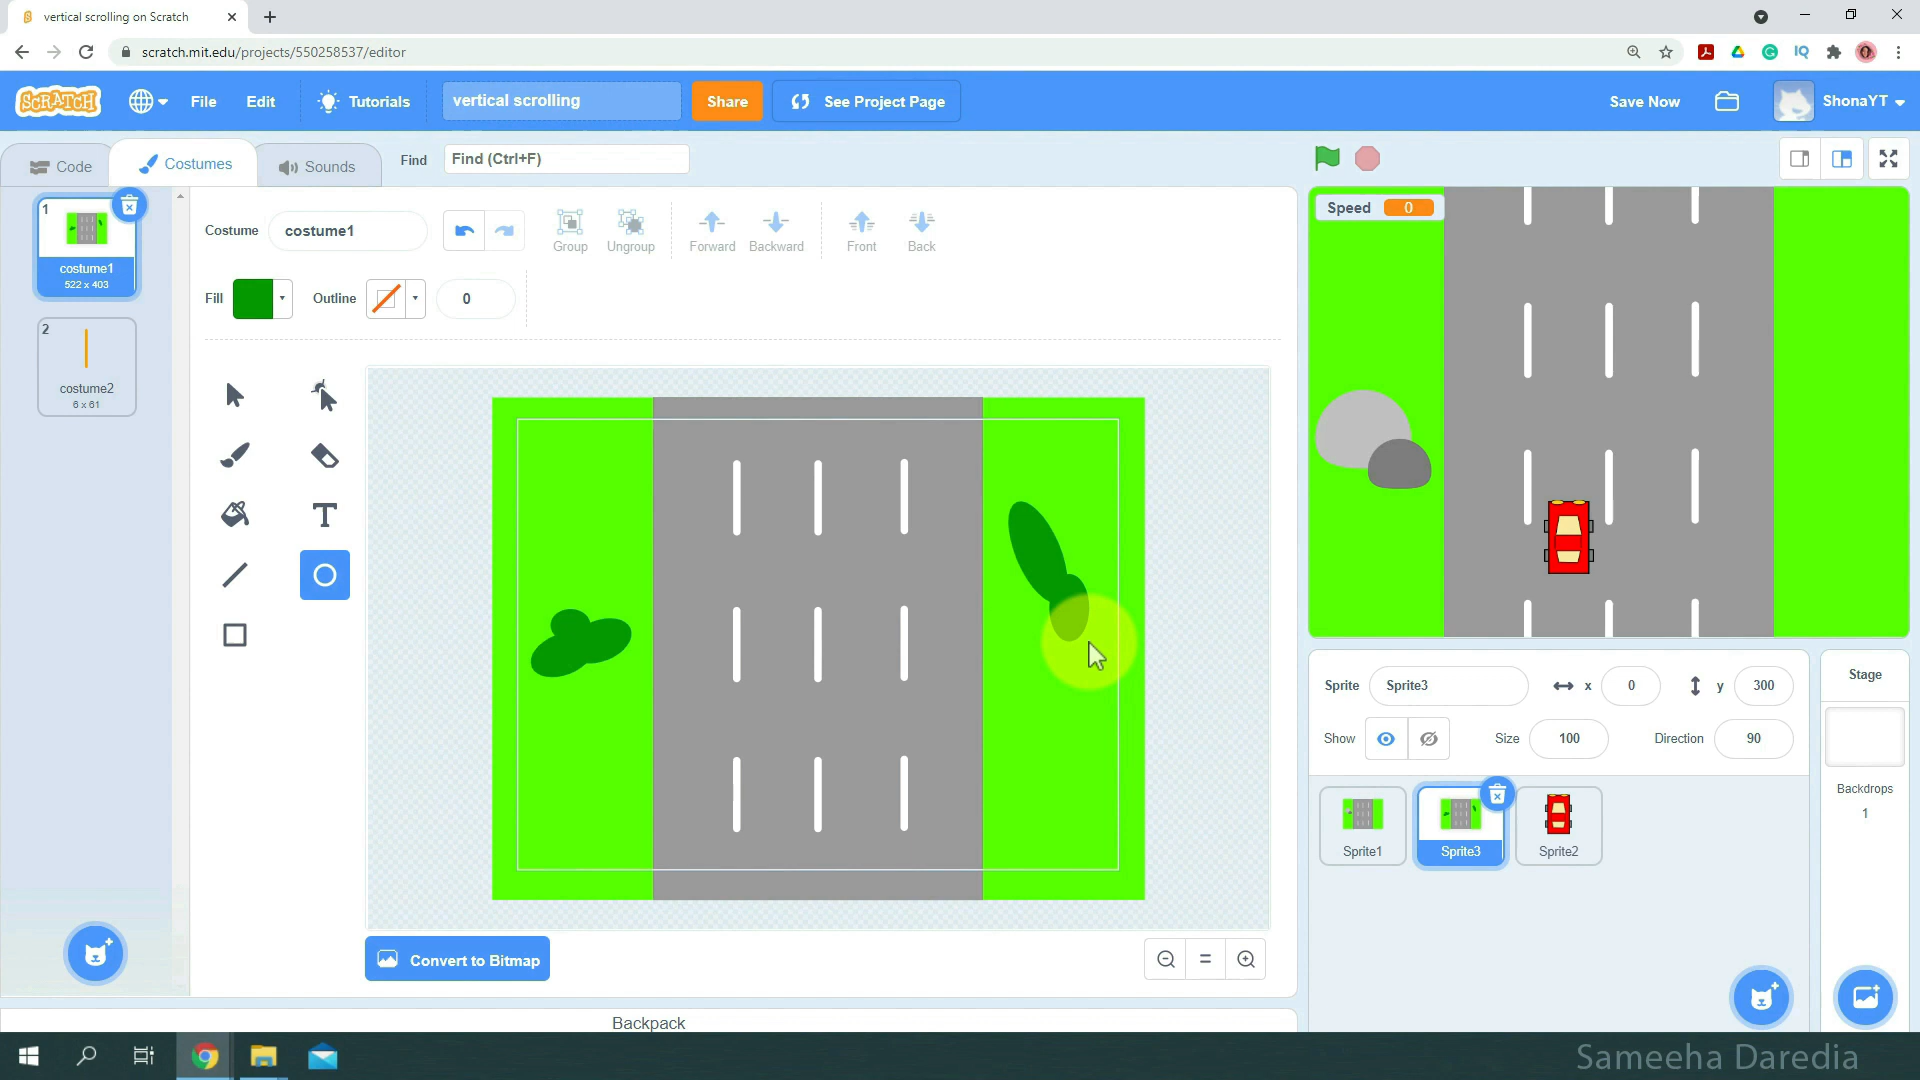 vertical scrolling on Scratch
scratch.mit.edu/projects/550258537/editor
SCRATCH
File
Edit
Tutorials
vertical scrolling
Share
See Project Page
Save Now
ShonaYT
Code
Costumes
Sounds
Find
Find (Ctrl+F)
1
costume1
522 x 403
2
costume2
6 x 61
Costume
costume1
Group
Ungroup
Forward
Backward
Front
Back
Fill
Outline
0
T
Convert to Bitmap
Backpack
Speed
0
Sprite
Sprite3
x
0
y
300
Show
Size
100
Direction
90
Sprite1
Sprite3
Sprite2
Stage
Backdrops
1
IQ
Sameeha Daredia